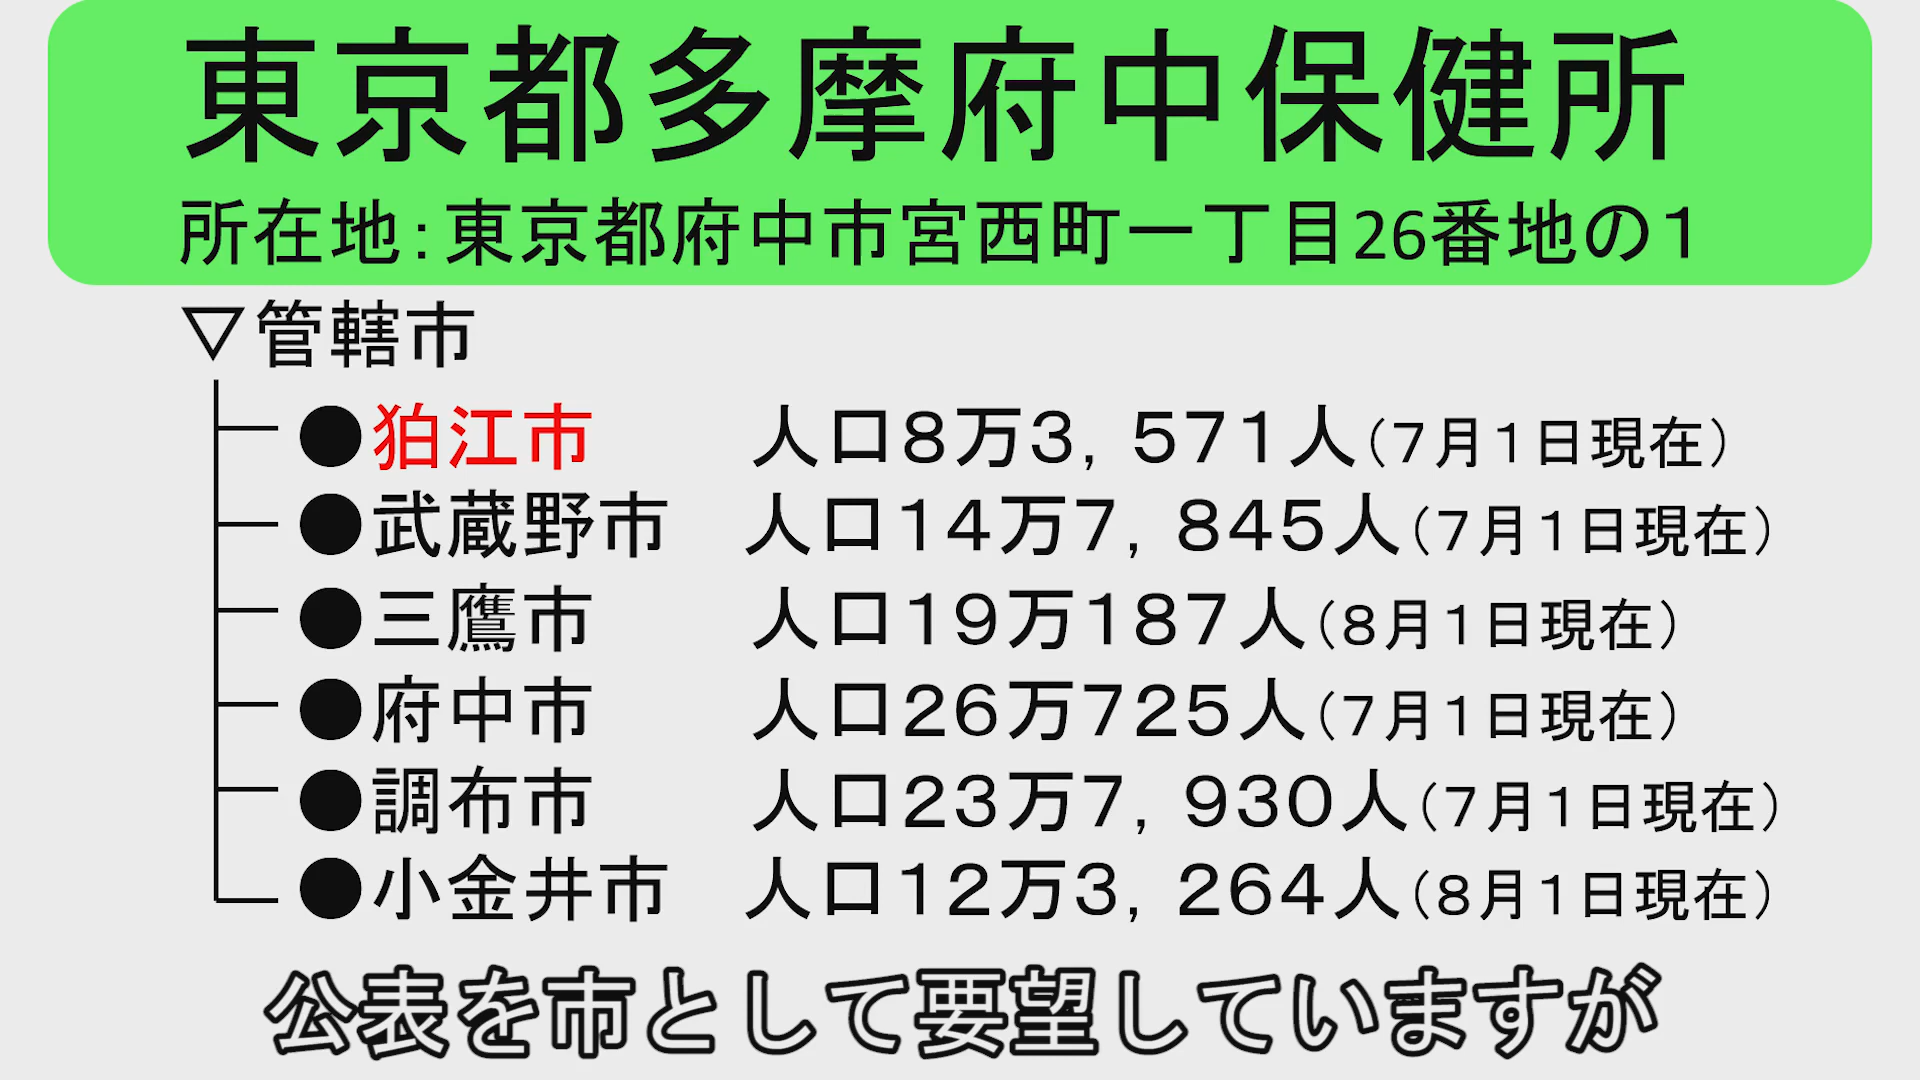 東京都多摩府中保健所
所在地:東京都府中市宮西町一丁目26番地の1
▽管轄市
●狛江市 人口8万3,571人(7月1日現在)
●武蔵野市 人口14万7,845人(7月1日現在)
●三鷹市 人口19万187人(8月1日現在)
●府中市 人口26万725人(7月1日現在)
●調布市 人口23万7,930人(7月1日現在)
●小金井市 人口12万3,264人(8月1日現在)
公表を市として要望していますが